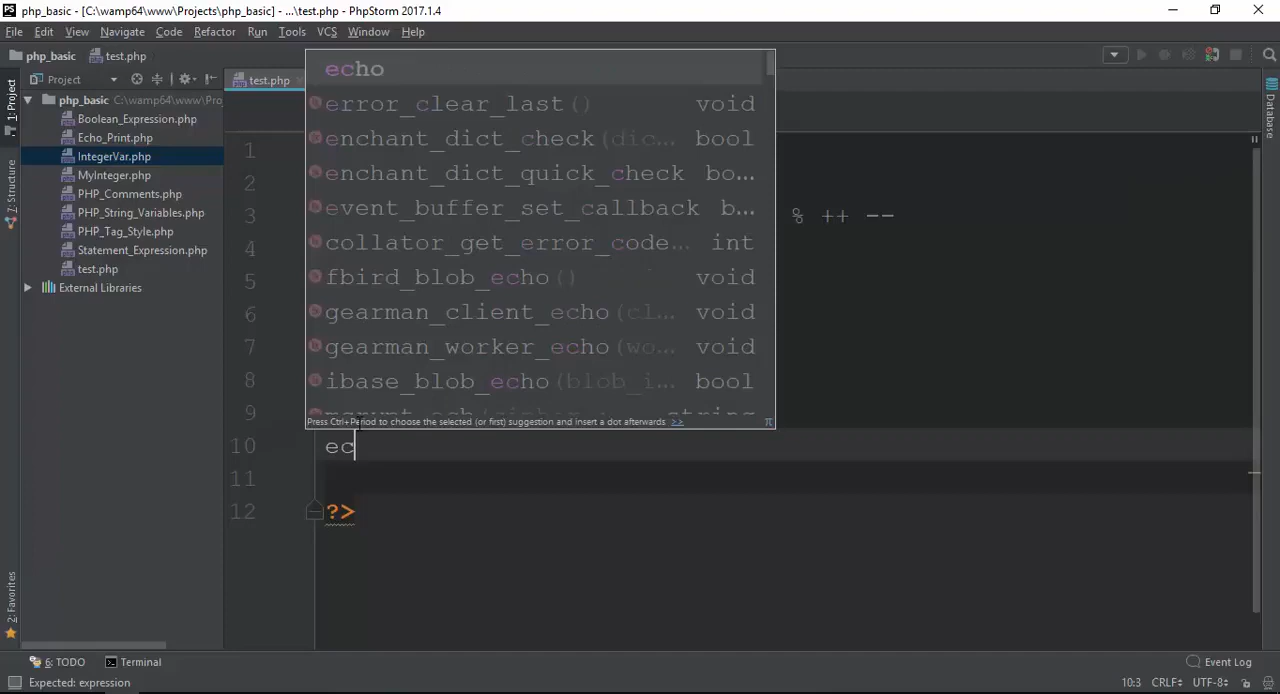 php_basic - [C:\wamp64\www\Projects\php_basic] - ...\test.php - PhpStorm 2017.1.4
File Edit View Navigate Code Refactor Run Tools VCS Window Help
php_basic test.php
1: Project
Project
test.php
php_basic C:\wamp64\www\Pro
Boolean_Expression.php
Echo_Print.php
IntegerVar.php
MyInteger.php
PHP_Comments.php
PHP_String_Variables.php
PHP_Tag_Style.php
Statement_Expression.php
test.php
External Libraries
Z: Structure
2: Favorites
Database
echo
error_clear_last() void
enchant_dict_check(dic... bool
enchant_dict_quick_check bo...
event_buffer_set_callback b...
collator_get_error_code... int
fbird_blob_echo() void
gearman_client_echo(cl... void
gearman_worker_echo(wo... void
ibase_blob_echo(blob_i... bool
Press Ctrl+Period to choose the selected (or first) suggestion and insert a dot afterwards >> π
1
2
3 % ++ --
4
5
6
7
8
9
10 ec
11
12 ?>
6: TODO Terminal Event Log
Expected: expression 10:3 CRLF UTF-8